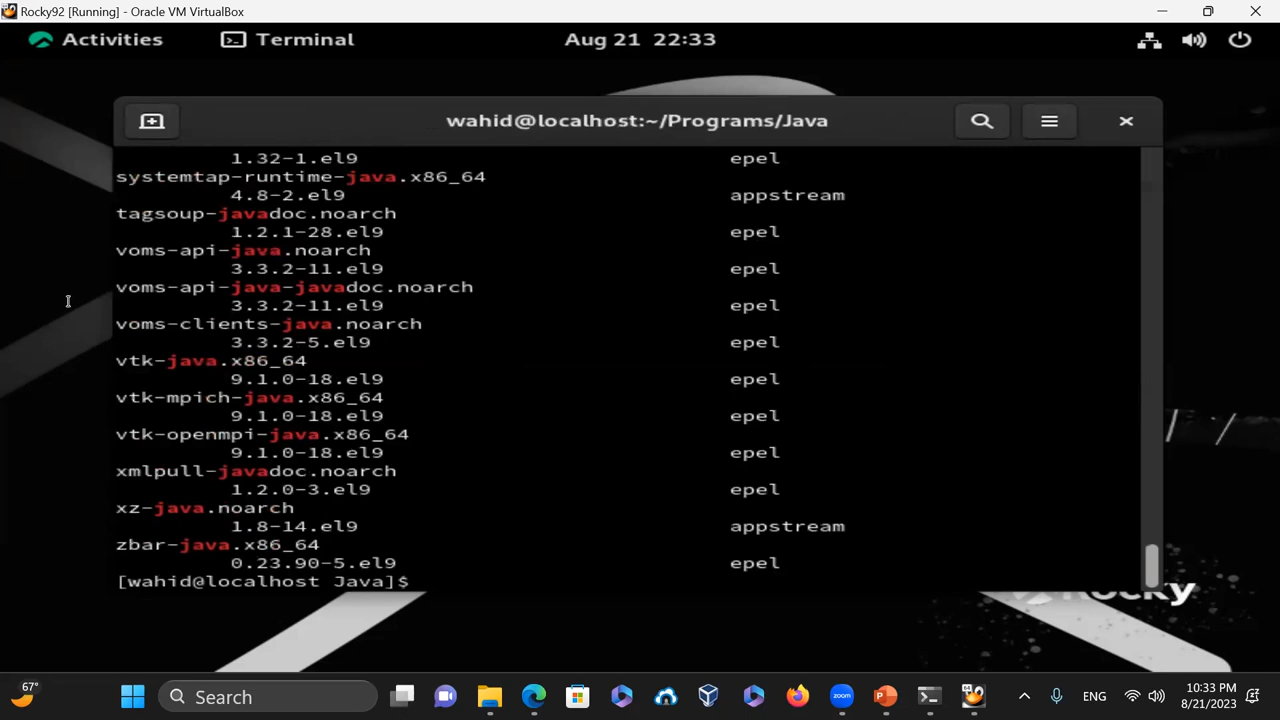 Rocky92 [Running] - Oracle VM VirtualBox
Activities Terminal Aug 21 22:33
wahid@localhost:~/Programs/Java
1.32-1.el9 epel
systemtap-runtime-java.x86_64
4.8-2.el9 appstream
tagsoup-javadoc.noarch
1.2.1-28.el9 epel
voms-api-java.noarch
3.3.2-11.el9 epel
voms-api-java-javadoc.noarch
3.3.2-11.el9 epel
voms-clients-java.noarch
3.3.2-5.el9 epel
vtk-java.x86_64
9.1.0-18.el9 epel
vtk-mpich-java.x86_64
9.1.0-18.el9 epel
vtk-openmpi-java.x86_64
9.1.0-18.el9 epel
xmlpull-javadoc.noarch
1.2.0-3.el9 epel
xz-java.noarch
1.8-14.el9 appstream
zbar-java.x86_64
0.23.90-5.el9 epel
[wahid@localhost Java]$
Rocky
67°
Search
zoom
ENG
10:33 PM
8/21/2023